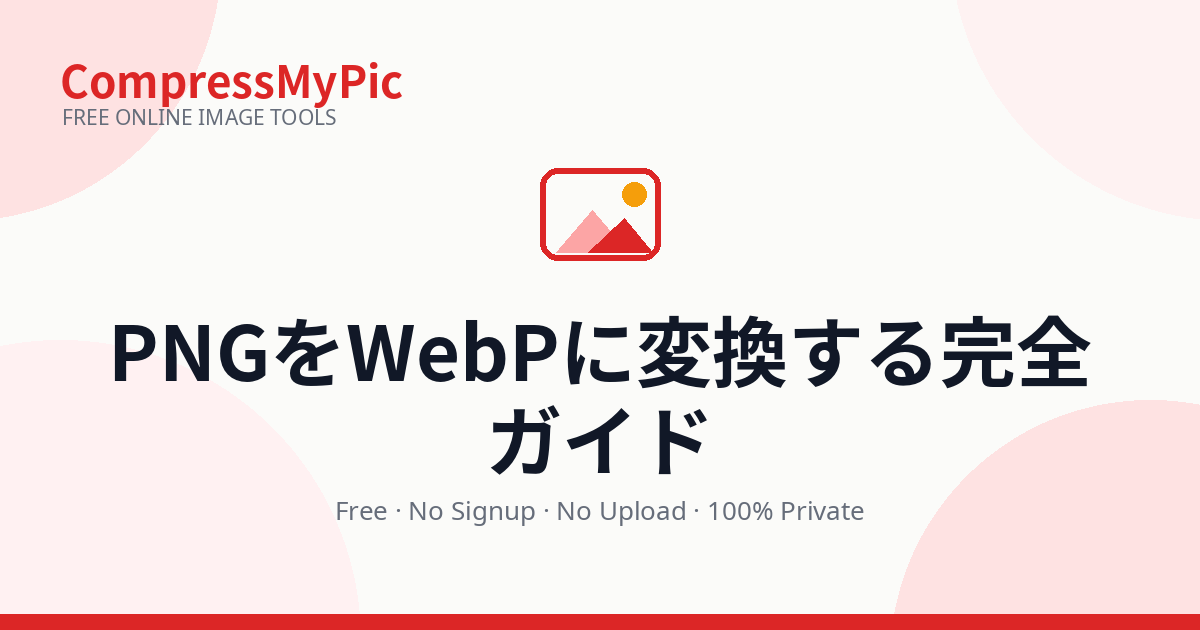 CompressMyPic
FREE ONLINE IMAGE TOOLS
PNGをWebPに変換する完全
ガイド
Free · No Signup · No Upload · 100% Private